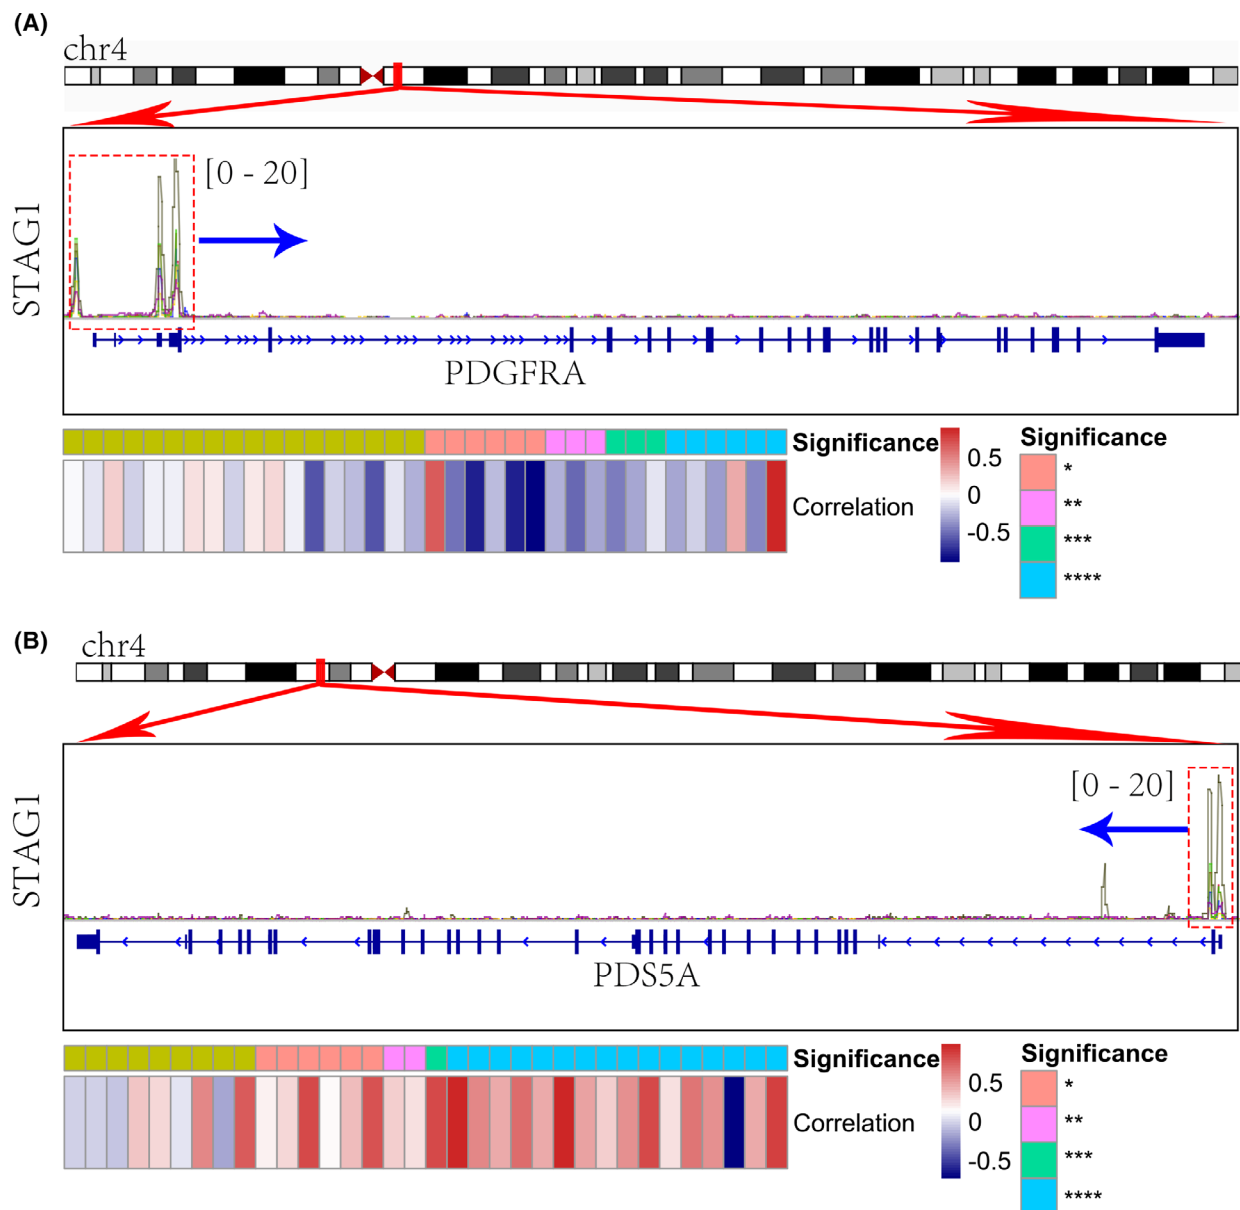 (A)
chr4
STAG1
[0 - 20]
PDGFRA
Significance
Correlation
0.5
0
-0.5
Significance
*
**
***
****
(B)
chr4
STAG1
[0 - 20]
PDS5A
Significance
Correlation
0.5
0
-0.5
Significance
*
**
***
****